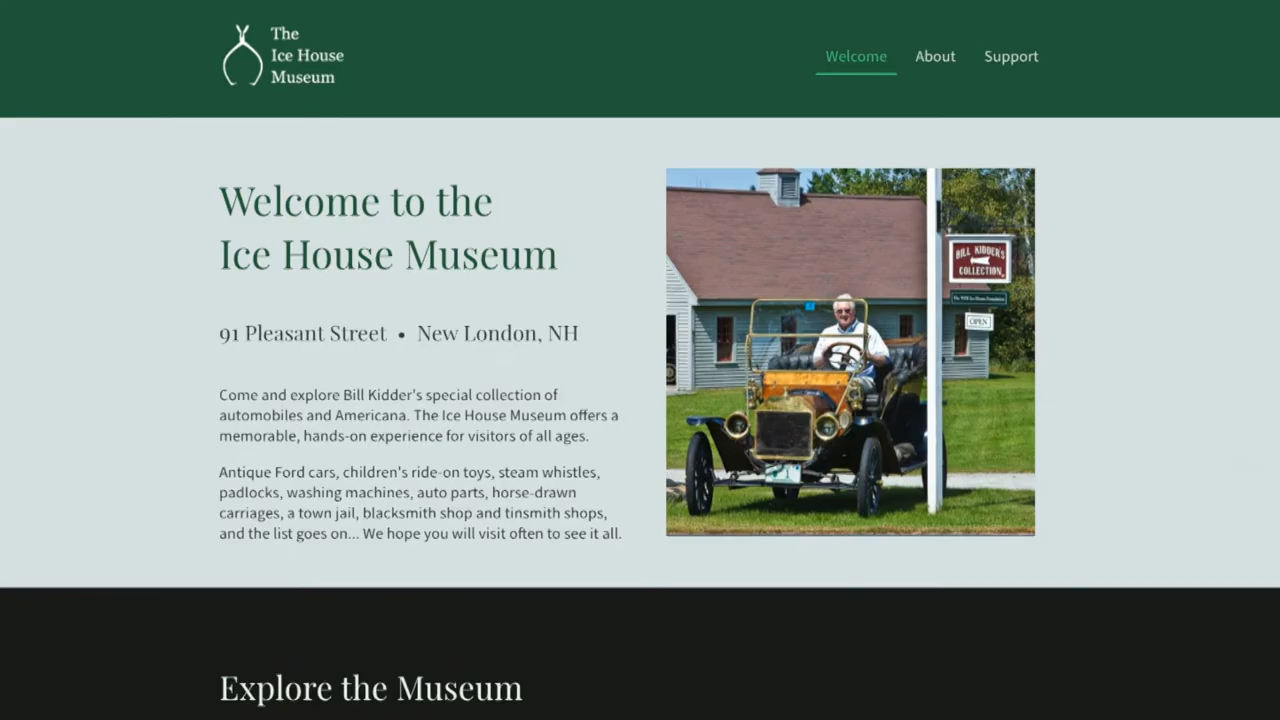 The
Ice House
Museum
Welcome
About
Support
Welcome to the
Ice House Museum
91 Pleasant Street • New London, NH
Come and explore Bill Kidder's special collection of
automobiles and Americana. The Ice House Museum offers a
memorable, hands-on experience for visitors of all ages.
Antique Ford cars, children's ride-on toys, steam whistles,
padlocks, washing machines, auto parts, horse-drawn
carriages, a town jail, blacksmith shop and tinsmith shops,
and the list goes on... We hope you will visit often to see it all.
BILL KIDDER'S
COLLECTION
OPEN
Explore the Museum